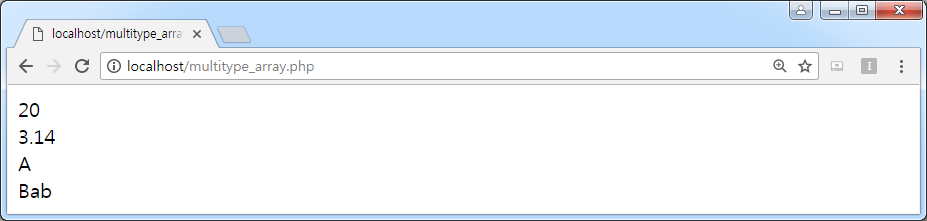 localhost/multitype_arra
localhost/multitype_array.php
20
3.14
A
Bab